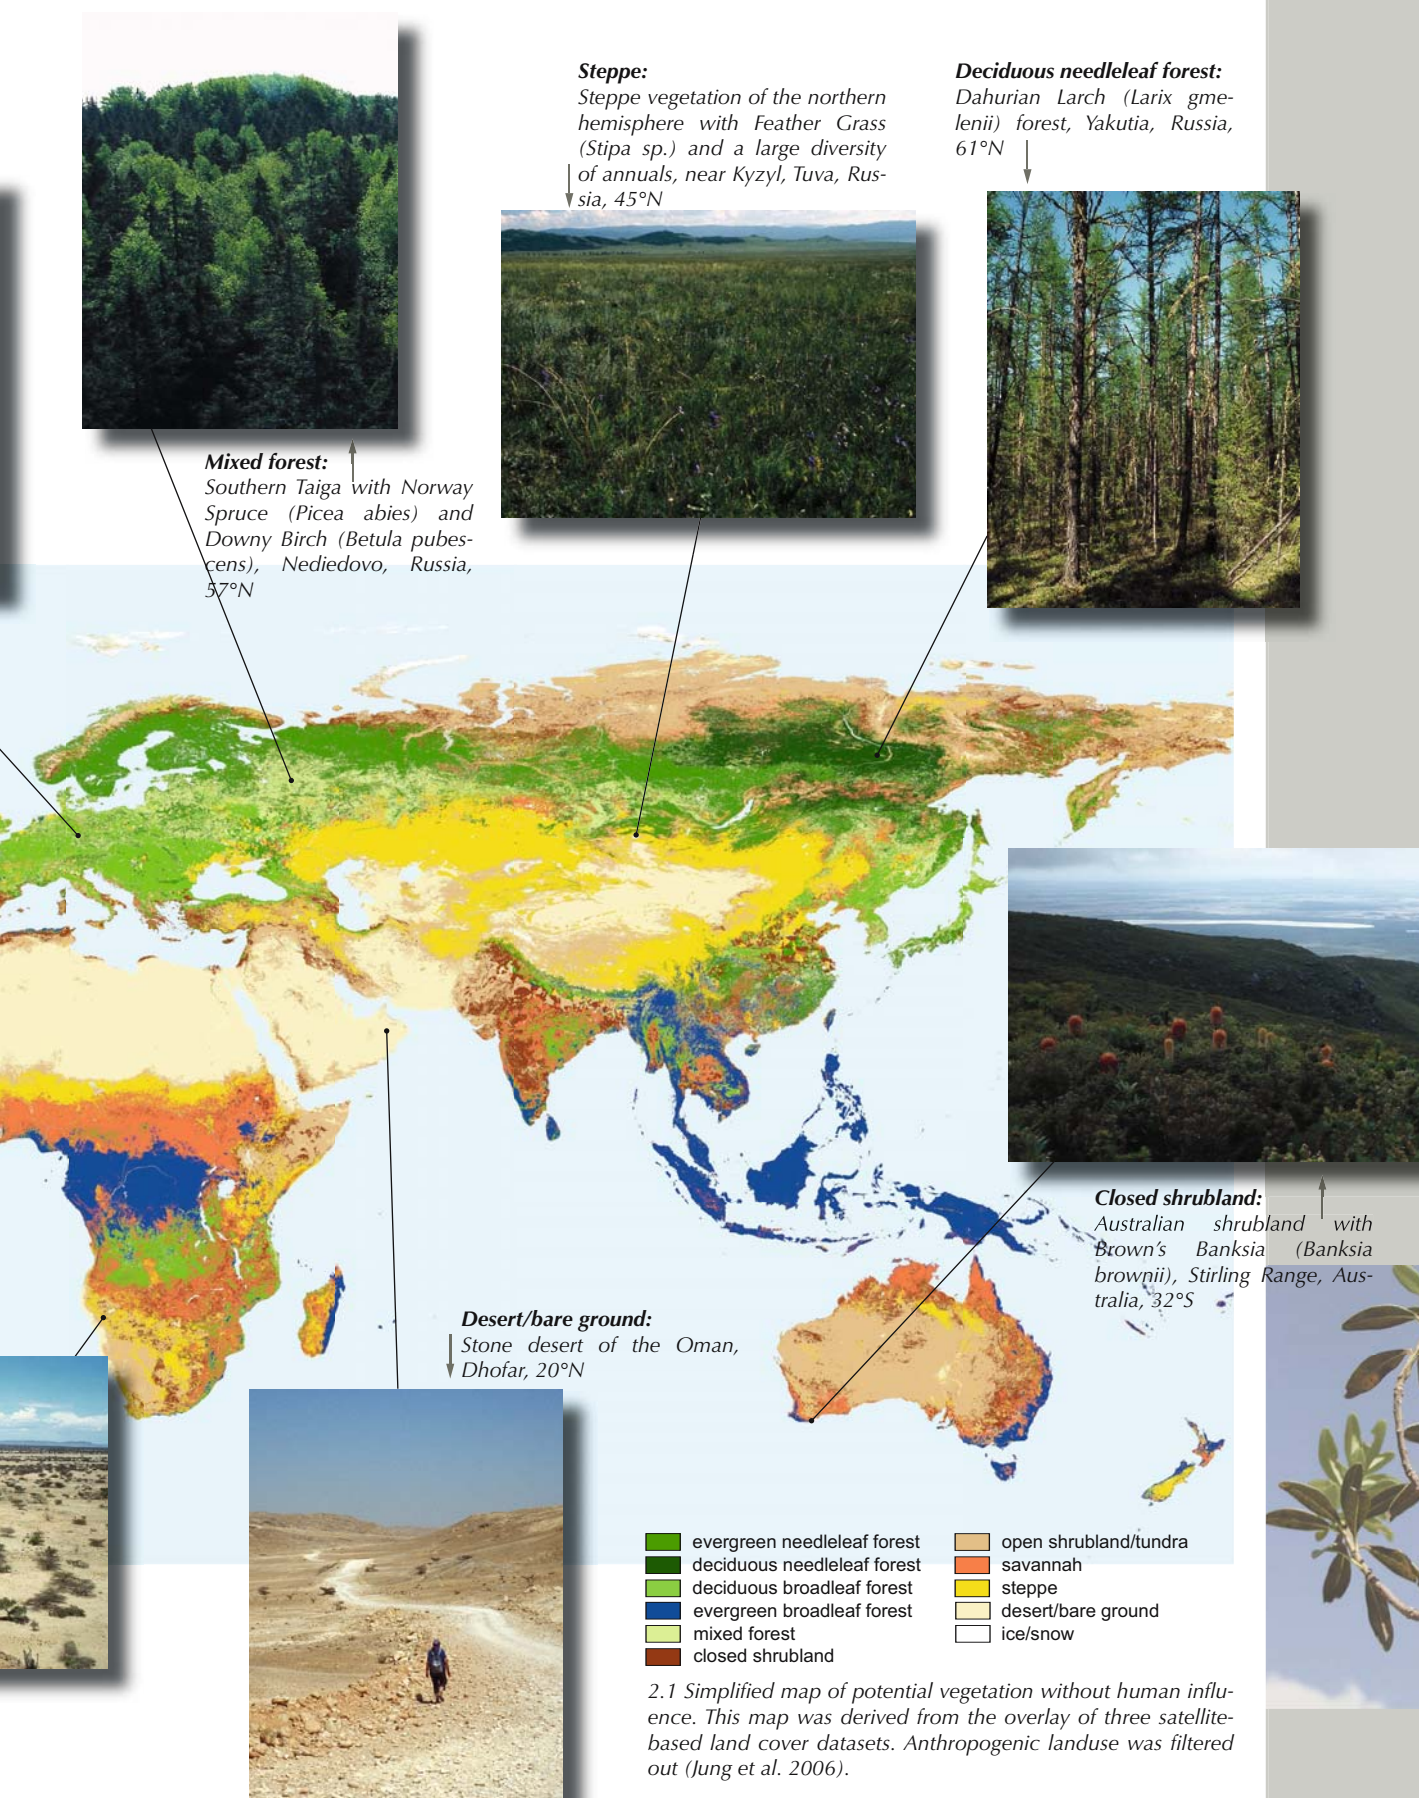 Steppe:
Steppe vegetation of the northern
hemisphere with Feather Grass
(Stipa sp.) and a large diversity
of annuals, near Kyzyl, Tuva, Rus-
sia, 45°N
Deciduous needleleaf forest:
Dahurian Larch (Larix gme-
lenii) forest, Yakutia, Russia,
61°N
Mixed forest:
Southern Taiga with Norway
Spruce (Picea abies) and
Downy Birch (Betula pubes-
cens), Nediedovo, Russia,
57°N
Closed shrubland:
Australian shrubland with
Brown's Banksia (Banksia
brownii), Stirling Range, Aus-
tralia, 32°S
Desert/bare ground:
Stone desert of the Oman,
Dhofar, 20°N
evergreen needleleaf forest
deciduous needleleaf forest
deciduous broadleaf forest
evergreen broadleaf forest
mixed forest
closed shrubland
open shrubland/tundra
savannah
steppe
desert/bare ground
ice/snow
2.1 Simplified map of potential vegetation without human influ-
ence. This map was derived from the overlay of three satellite-
based land cover datasets. Anthropogenic landuse was filtered
out (Jung et al. 2006).